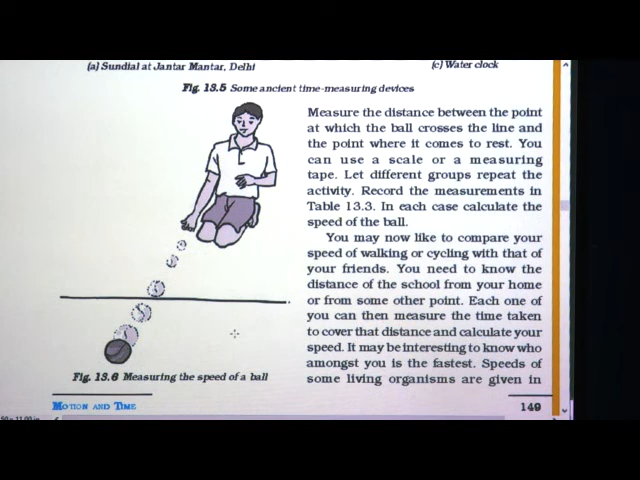 (a) Sundial at Jantar Mantar, Delhi
(c) Water clock
Fig. 13.5 Some ancient time-measuring devices
Measure the distance between the point
at which the ball crosses the line and
the point where it comes to rest. You
can use a scale or a measuring
tape. Let different groups repeat the
activity. Record the measurements in
Table 13.3. In each case calculate the
speed of the ball.
You may now like to compare your
speed of walking or cycling with that of
your friends. You need to know the
distance of the school from your home
or from some other point. Each one of
you can then measure the time taken
to cover that distance and calculate your
speed. It may be interesting to know who
amongst you is the fastest. Speeds of
some living organisms are given in
Fig. 13.6 Measuring the speed of a ball
MOTION AND TIME
149